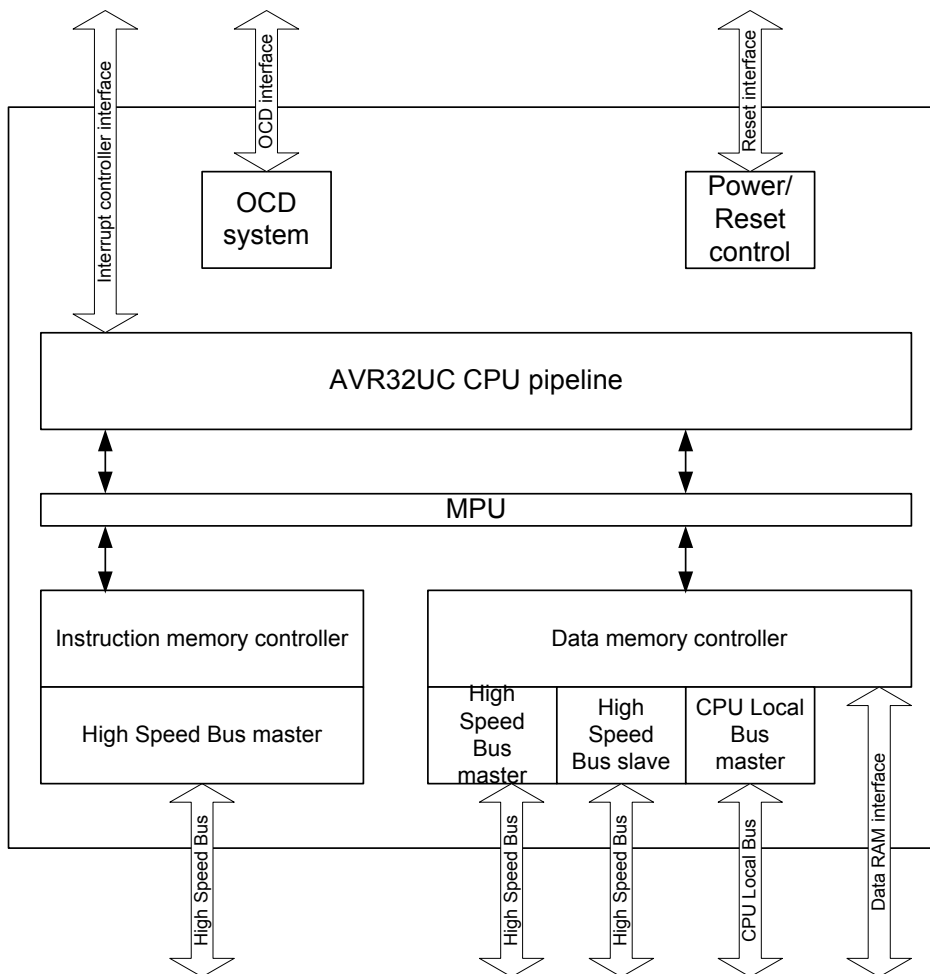 Interrupt controller interface
OCD interface
Reset interface
OCD
system
Power/
Reset
control
AVR32UC CPU pipeline
MPU
Instruction memory controller
Data memory controller
High Speed Bus master
High
Speed
Bus
master
High
Speed
Bus slave
CPU Local
Bus
master
High Speed Bus
High Speed Bus
High Speed Bus
CPU Local Bus
Data RAM interface